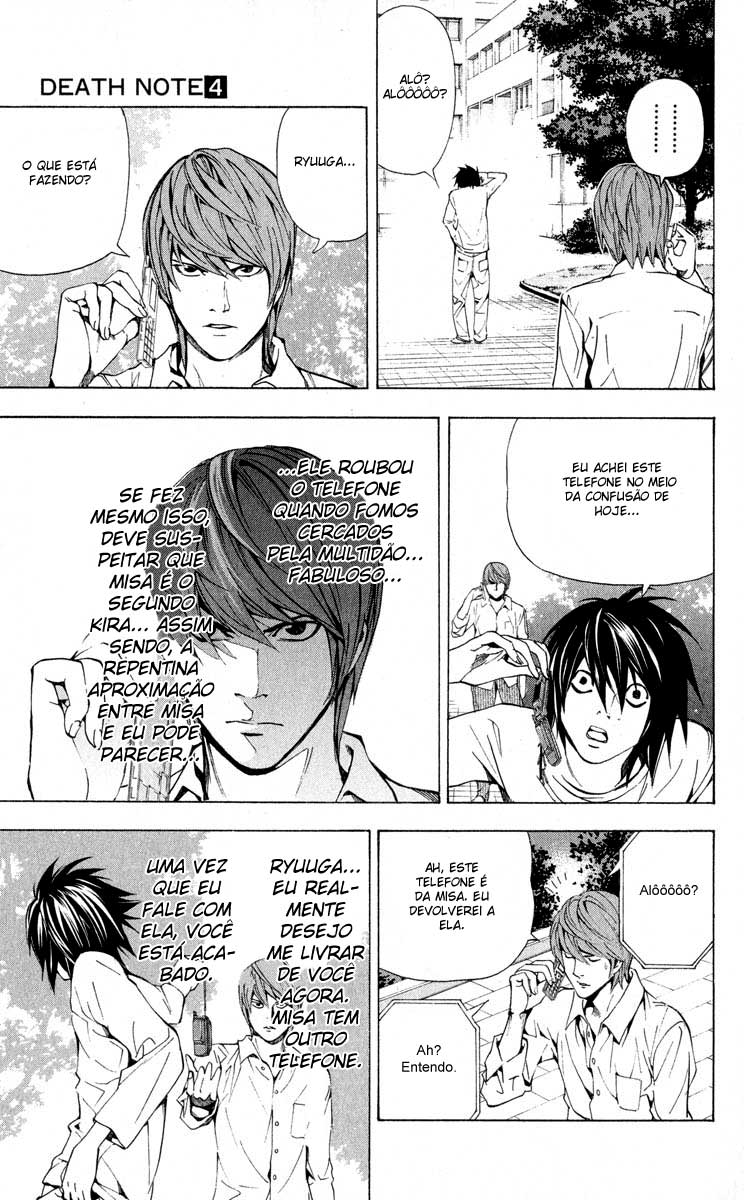 DEATH NOTE 4
.........
ALÔ?
ALÔÔÔÔÔ?
RYUUGA...
O QUE ESTÁ
FAZENDO?
EU ACHEI ESTE
TELEFONE NO MEIO
DA CONFUSÃO DE
HOJE...
...ELE ROUBOU
O TELEFONE
QUANDO FOMOS
CERCADOS
PELA MULTIDÃO...
FABULOSO...
SE FEZ
MESMO ISSO,
DEVE SUS-
PEITAR QUE
MISA É O
SEGUNDO
KIRA... ASSIM
SENDO, A
REPENTINA
APROXIMAÇÃO
ENTRE MISA
E EU PODE
PARECER...
Alôôôôô?
AH, ESTE
TELEFONE É
DA MISA. EU
DEVOLVEREI A
ELA.
Ah?
Entendo.
RYUUGA...
EU REAL-
MENTE
DESEJO
ME LIVRAR
DE VOCÊ
AGORA.
MISA TEM
OUTRO
TELEFONE.
UMA VEZ
QUE EU
FALE COM
ELA, VOCÊ
ESTÁ ACA-
BADO.